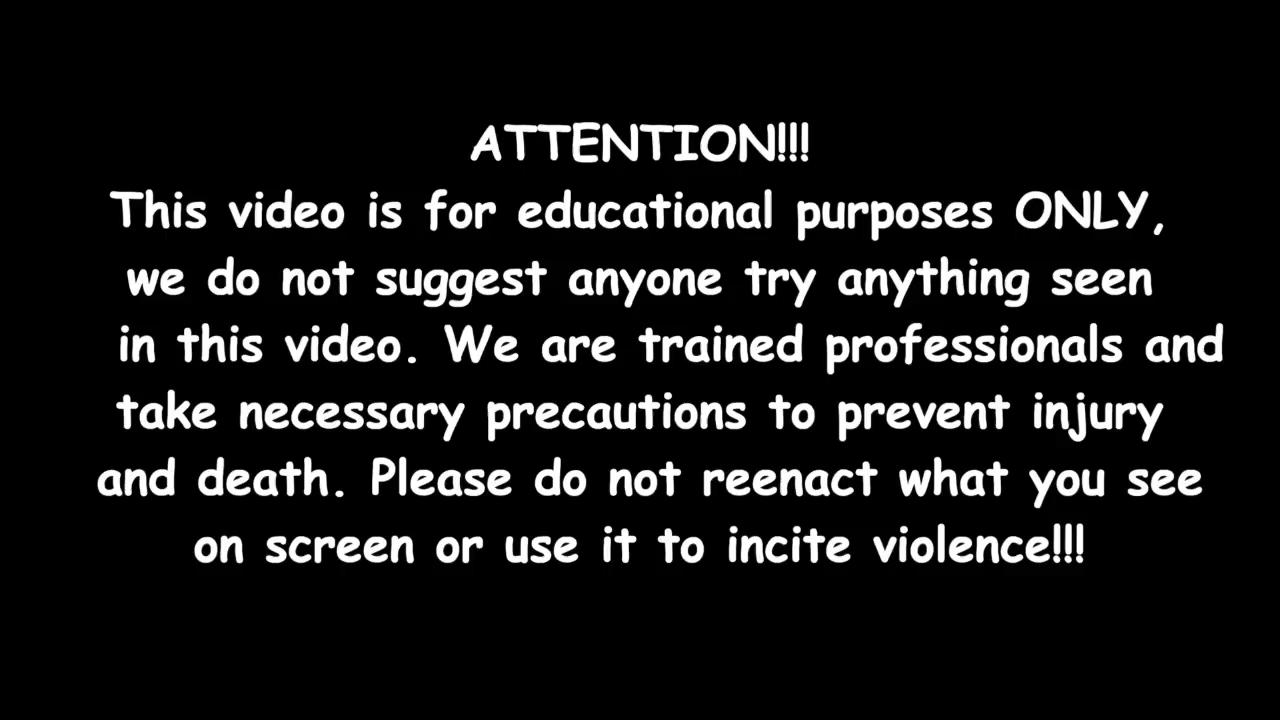 ATTENTION!!!
This video is for educational purposes ONLY,
we do not suggest anyone try anything seen
in this video. We are trained professionals and
take necessary precautions to prevent injury
and death. Please do not reenact what you see
on screen or use it to incite violence!!!